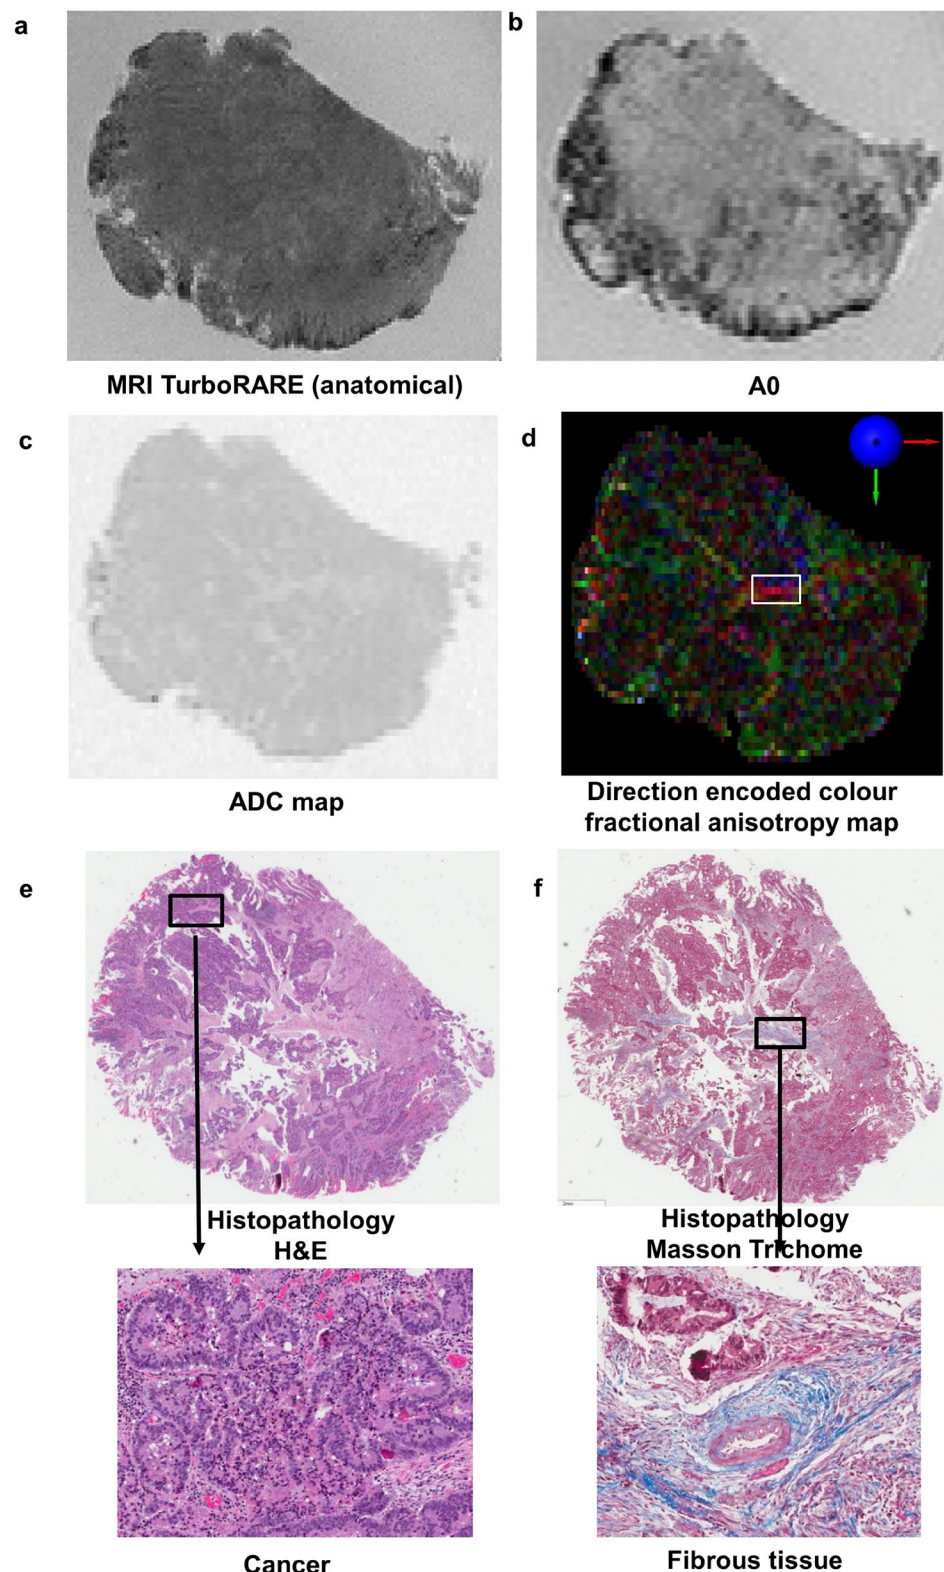 a
b
MRI TurboRARE (anatomical)
A0
c
d
ADC map
Direction encoded colour
fractional anisotropy map
e
f
2mm
Histopathology
H&E
Histopathology
Masson Trichome
Cancer
Fibrous tissue